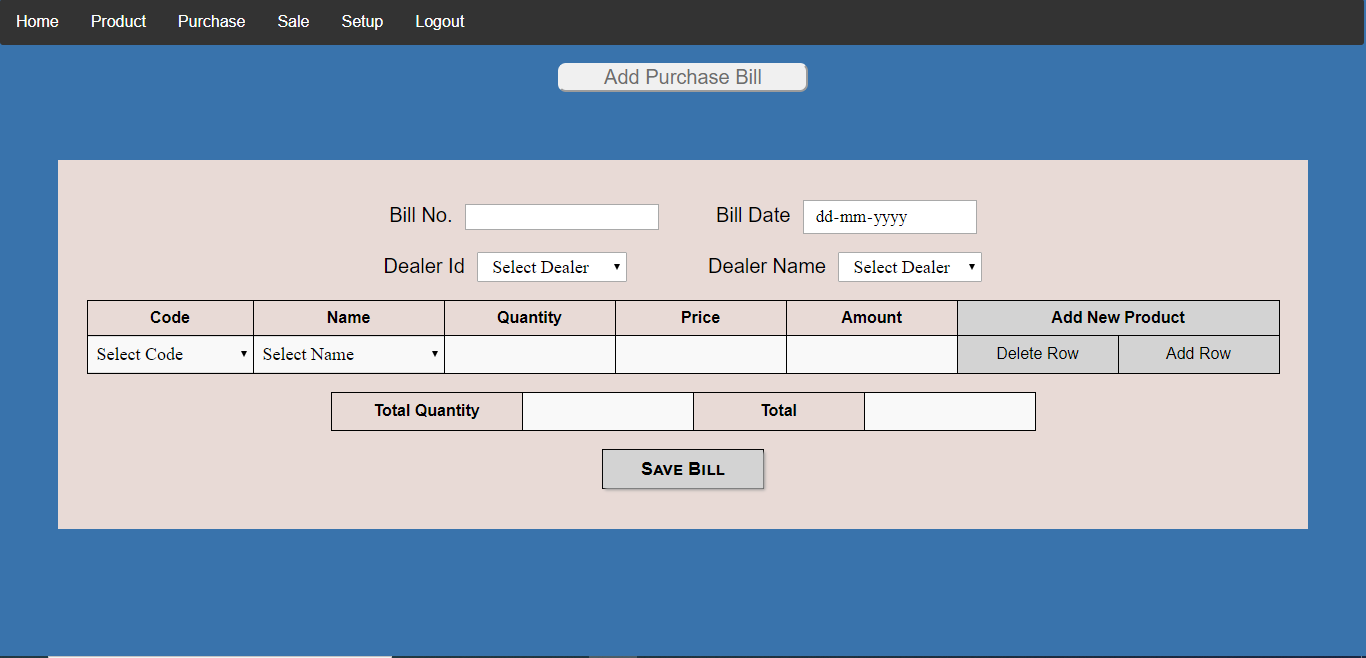 Home Product Purchase Sale Setup Logout
Add Purchase Bill
Bill No. Bill Date dd-mm-yyyy
Dealer Id Select Dealer Dealer Name Select Dealer
Code Name Quantity Price Amount Add New Product
Select Code Select Name Delete Row Add Row
Total Quantity Total
SAVE BILL